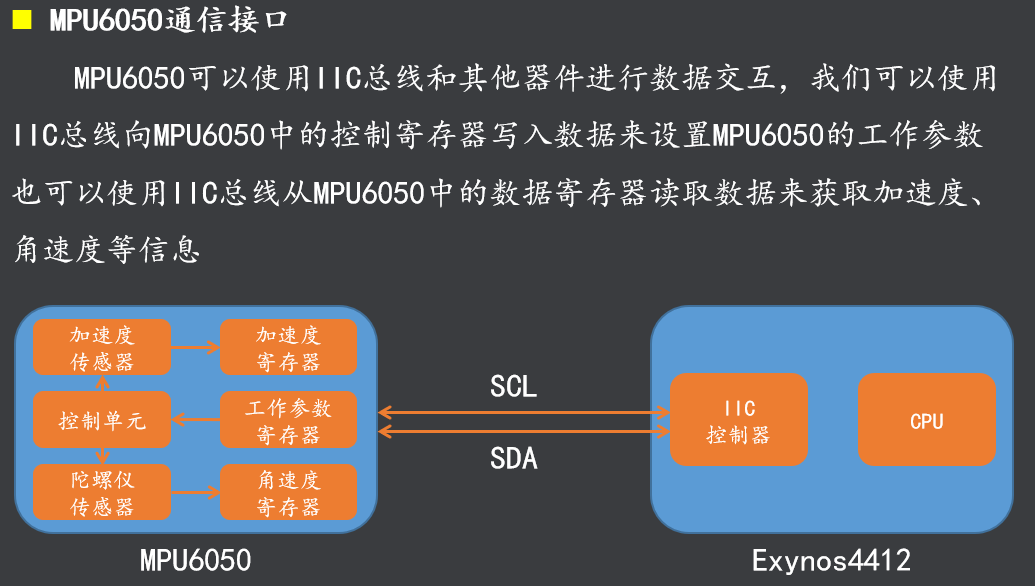 MPU6050通信接口
MPU6050可以使用IIC总线和其他器件进行数据交互，我们可以使用
IIC总线向MPU6050中的控制寄存器写入数据来设置MPU6050的工作参数
也可以使用IIC总线从MPU6050中的数据寄存器读取数据来获取加速度、
角速度等信息
加速度
传感器
加速度
寄存器
控制单元
工作参数
寄存器
陀螺仪
传感器
角速度
寄存器
MPU6050
SCL
SDA
IIC
控制器
CPU
Exynos4412